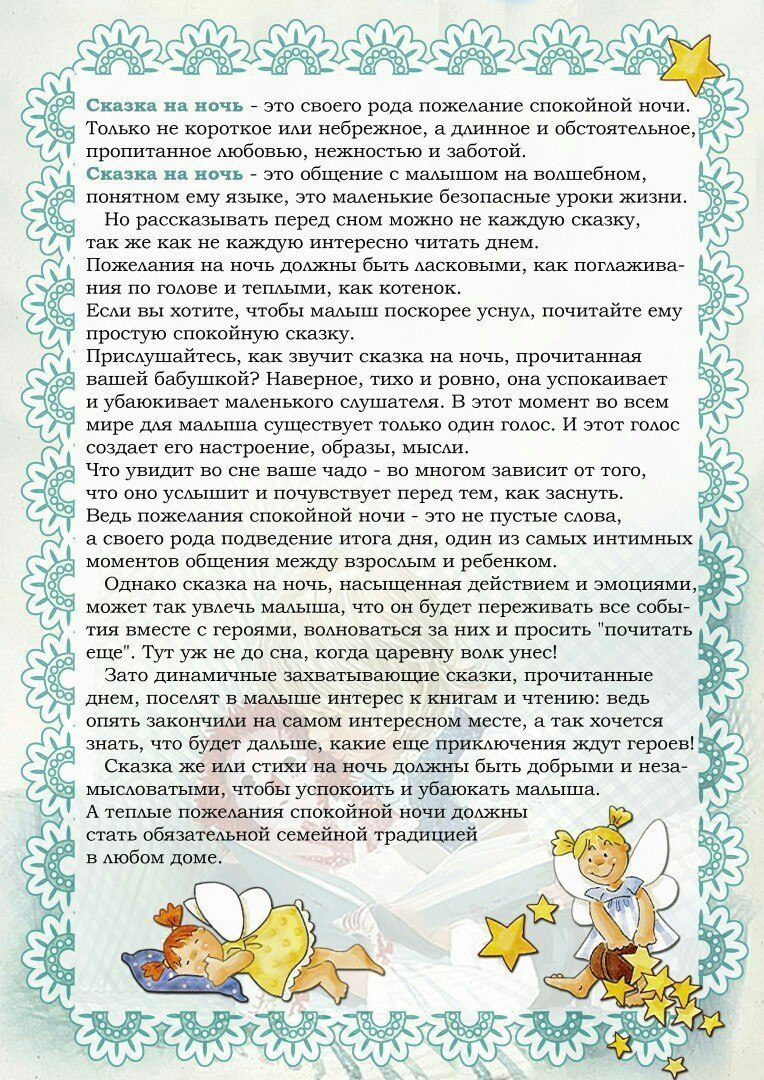 Сказка на ночь - это своего рода пожелание спокойной ночи.
Только не короткое или небрежное, а длинное и обстоятельное,
пропитанное любовью, нежностью и заботой.
Сказка на ночь - это общение с малышом на волшебном,
понятном ему языке, это маленькие безопасные уроки жизни.
Но рассказывать перед сном можно не каждую сказку,
так же как не каждую интересно читать днем.
Пожелания на ночь должны быть ласковыми, как поглажива-
ния по голове и теплыми, как котенок.
Если вы хотите, чтобы малыш поскорее уснул, почитайте ему
простую спокойную сказку.
Прислушайтесь, как звучит сказка на ночь, прочитанная
вашей бабушкой? Наверное, тихо и ровно, она успокаивает
и убаюкивает маленького слушателя. В этот момент во всем
мире для малыша существует только один голос. И этот голос
создает его настроение, образы, мысли.
Что увидит во сне ваше чадо - во многом зависит от того,
что оно услышит и почувствует перед тем, как заснуть.
Ведь пожелания спокойной ночи - это не пустые слова,
а своего рода подведение итога дня, один из самых интимных
моментов общения между взрослым и ребенком.
Однако сказка на ночь, насыщенная действием и эмоциями,
может так увлечь малыша, что он будет переживать все собы-
тия вместе с героями, волноваться за них и просить "почитать
еще". Тут уж не до сна, когда царевну волк унес!
Зато динамичные захватывающие сказки, прочитанные
днем, поселят в малыше интерес к книгам и чтению: ведь
опять закончили на самом интересном месте, а так хочется
знать, что будет дальше, какие еще приключения ждут героев!
Сказка же или стихи на ночь должны быть добрыми и неза-
мысловатыми, чтобы успокоить и убаюкать малыша.
А теплые пожелания спокойной ночи должны
стать обязательной семейной традицией
в любом доме.